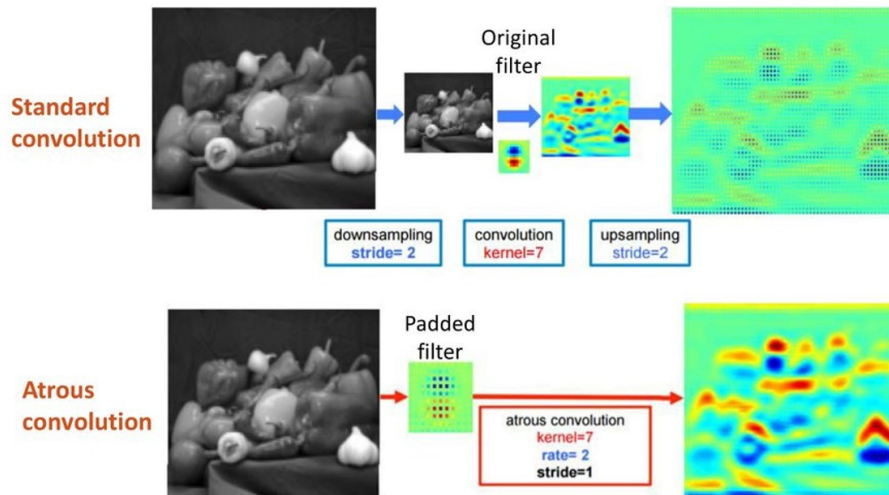 Original
filter
Standard
convolution
downsampling
stride= 2
convolution
kernel=7
upsampling
stride=2
Padded
filter
Atrous
convolution
atrous convolution
kernel=7
rate= 2
stride=1